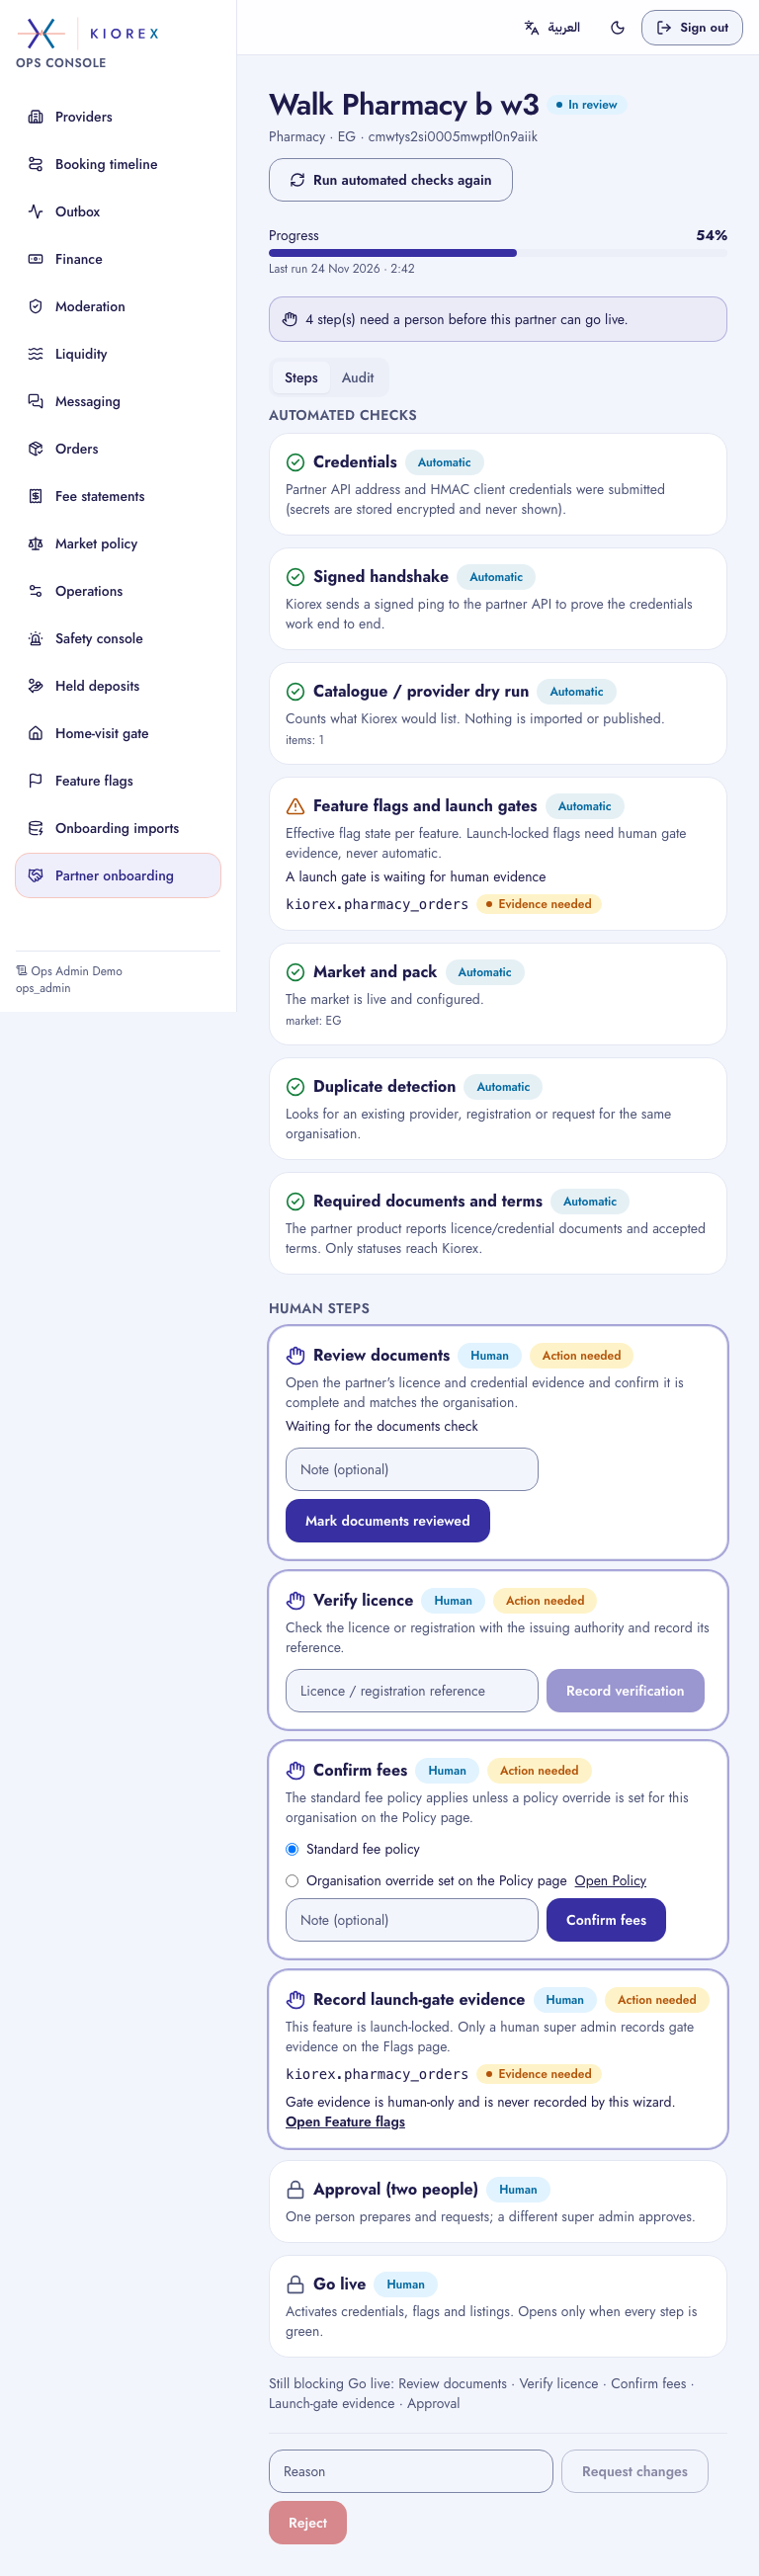 KIOREX
OPS CONSOLE
Providers
Booking timeline
Outbox
Finance
Moderation
Liquidity
Messaging
Orders
Fee statements
Market policy
Operations
Safety console
Held deposits
Home-visit gate
Feature flags
Onboarding imports
Partner onboarding
Ops Admin Demo
ops_admin
العربية
Sign out
Walk Pharmacy b w3 In review
Pharmacy · EG · cmwtys2si0005mwptl0n9aiik
Run automated checks again
Progress 54%
Last run 24 Nov 2026 · 2:42
4 step(s) need a person before this partner can go live.
Steps Audit
AUTOMATED CHECKS
Credentials Automatic
Partner API address and HMAC client credentials were submitted
(secrets are stored encrypted and never shown).
Signed handshake Automatic
Kiorex sends a signed ping to the partner API to prove the credentials
work end to end.
Catalogue / provider dry run Automatic
Counts what Kiorex would list. Nothing is imported or published.
items: 1
Feature flags and launch gates Automatic
Effective flag state per feature. Launch-locked flags need human gate
evidence, never automatic.
A launch gate is waiting for human evidence
kiorex.pharmacy_orders Evidence needed
Market and pack Automatic
The market is live and configured.
market: EG
Duplicate detection Automatic
Looks for an existing provider, registration or request for the same
organisation.
Required documents and terms Automatic
The partner product reports licence/credential documents and accepted
terms. Only statuses reach Kiorex.
HUMAN STEPS
Review documents Human Action needed
Open the partner's licence and credential evidence and confirm it is
complete and matches the organisation.
Waiting for the documents check
Note (optional)
Mark documents reviewed
Verify licence Human Action needed
Check the licence or registration with the issuing authority and record its
reference.
Licence / registration reference Record verification
Confirm fees Human Action needed
The standard fee policy applies unless a policy override is set for this
organisation on the Policy page.
Standard fee policy
Organisation override set on the Policy page Open Policy
Note (optional) Confirm fees
Record launch-gate evidence Human Action needed
This feature is launch-locked. Only a human super admin records gate
evidence on the Flags page.
kiorex.pharmacy_orders Evidence needed
Gate evidence is human-only and is never recorded by this wizard.
Open Feature flags
Approval (two people) Human
One person prepares and requests; a different super admin approves.
Go live Human
Activates credentials, flags and listings. Opens only when every step is
green.
Still blocking Go live: Review documents · Verify licence · Confirm fees ·
Launch-gate evidence · Approval
Reason Request changes
Reject